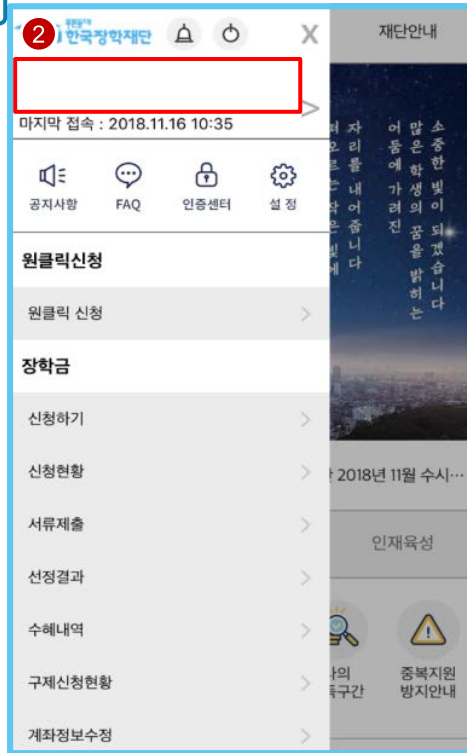 2
푸른등대
한국장학재단
X
재단안내
마지막 접속 : 2018.11.16 10:35
>
공지사항 FAQ 인증센터 설 정
원클릭신청
원클릭 신청
장학금
신청하기
신청현황
서류제출
선정결과
수혜내역
구제신청현황
계좌정보수정
소중한 빛이 되겠습니다
많은 학생의 꿈을 밝히는
어둠에 가려진
자리를 내어줍니다
2018년 11월 수시…
인재육성
중복지원
방지안내